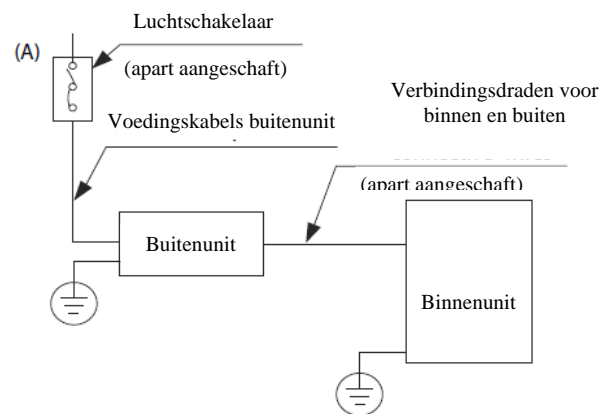 Luchtschakelaar
(A)
(apart aangeschaft)
Verbindingsdraden voor
binnen en buiten
Voedingskabels buitenunit
(apart aangeschaft)
Buitenunit
Binnenunit